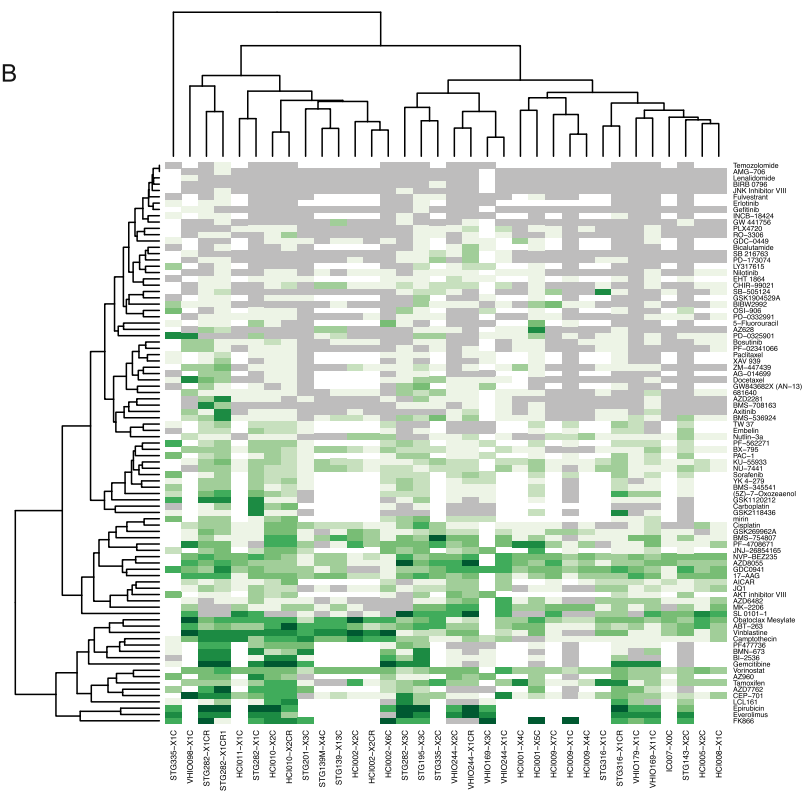 B
Temozolomide
AMG-706
Lenalidomide
BIRB 0796
JNK Inhibitor VIII
Fulvestrant
Erlotinib
Gefitinib
INCB-18424
GW 441756
PLX4720
RO-3306
GDC-0449
Bicalutamide
SB 216763
PD-173074
LY317615
Nilotinib
EHT 1864
CHIR-99021
SB-505124
GSK1904529A
BIBW2992
OSI-906
PD-0332991
5-Fluorouracil
AZ628
PD-0325901
Bosutinib
PF-02341066
Paclitaxel
XAV 939
ZM-447439
AG-014699
Docetaxel
GW843682X (AN-13)
681640
AZD2281
BMS-708163
Axitinib
BMS-536924
TW 37
Embelin
Nutlin-3a
PF-562271
BX-795
PAC-1
KU-55933
NU-7441
Sorafenib
YK 4-279
BMS-345541
(5Z)-7-Oxozeaenol
GSK1120212
Carboplatin
GSK2118436
mirin
Cisplatin
GSK269962A
BMS-754807
PF-4708671
JNJ-26854165
NVP-BEZ235
AZD8055
GDC0941
17-AAG
AICAR
JQ1
AKT inhibitor VIII
AZD6482
MK-2206
SL 0101-1
Obatoclax Mesylate
ABT-263
Vinblastine
Camptothecin
PF477736
BMN-673
BI-2536
Gemcitibine
Vorinostat
AZ960
Tamoxifen
AZD7762
CEP-701
LCL161
Epirubicin
Everolimus
FK866
STG335-X1C
VHIO098-X1C
STG282-X1CR
STG282-X1CR1
HCI01-X1C
STG282-X1C
HCI010-X2C
HCI010-X2CR
STG201-X3C
STG139M-X4C
STG139-X13C
HCI002-X2C
HCI002-X2CR
HCI002-X6C
STG282-X3C
STG195-X3C
STG335-X2C
VHIO244-X2C
VHIO244-X1CR
VHIO169-X3C
VHIO244-X1C
HCI001-X4C
HCI001-X5C
HCI009-X7C
HCI009-X1C
HCI009-X4C
STG316-X1C
STG316-X1CR
VHIO179-X1C
VHIO169-X11C
IC007-X0C
STG143-X2C
HCI005-X2C
HCI008-X1C